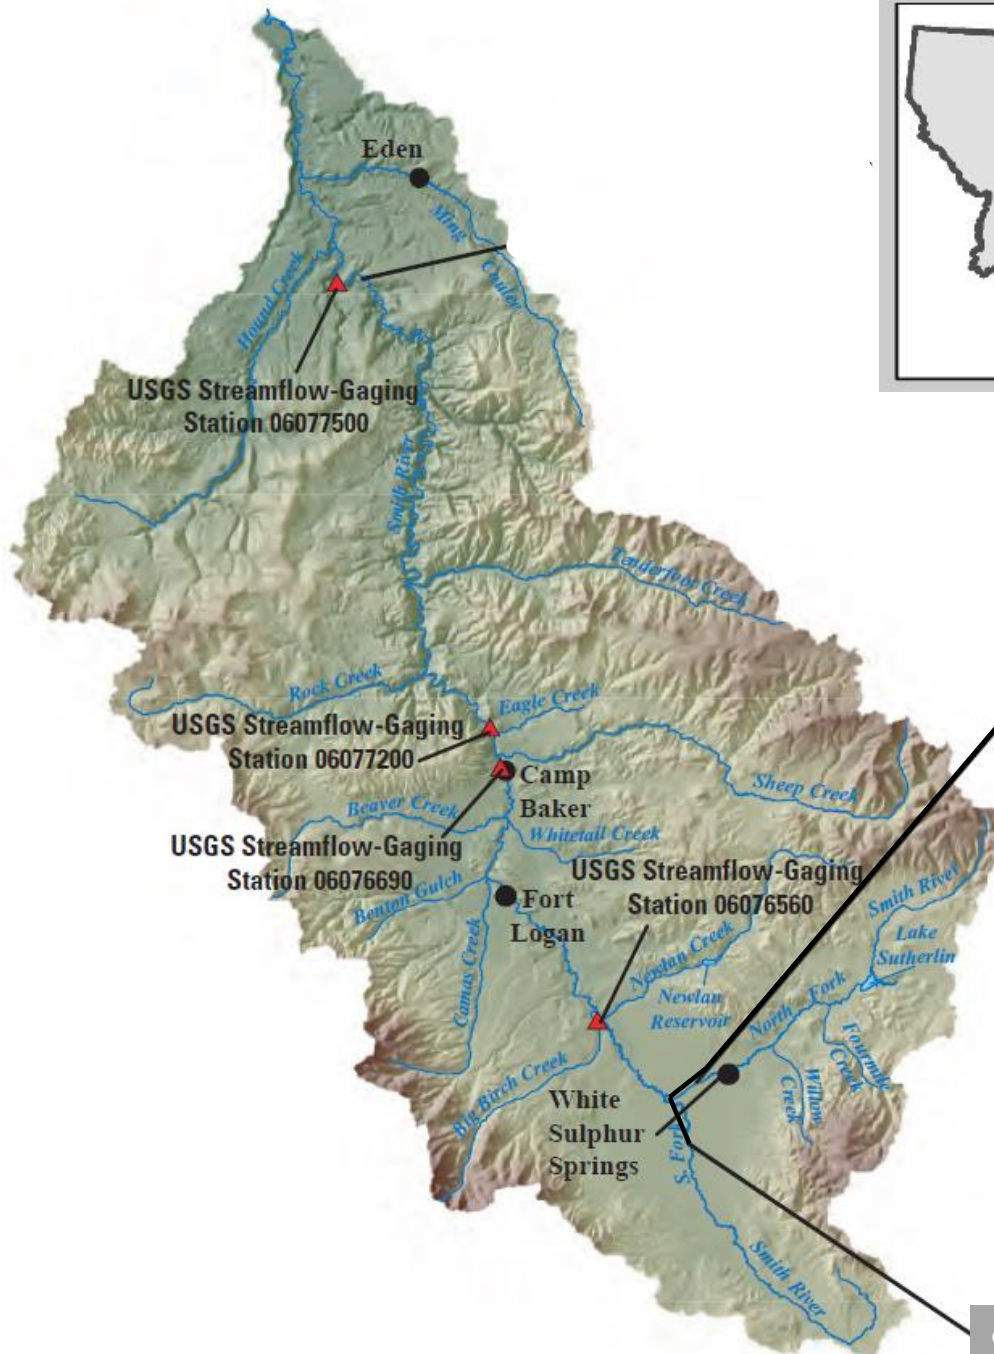 Eden
Ming
Coulee
Hound Creek
USGS Streamflow-Gaging
Station 06077500
Smith River
Tenderfoot Creek
Rock Creek
Eagle Creek
USGS Streamflow-Gaging
Station 06077200
Camp
Baker
Sheep Creek
Beaver Creek
Whitetail Creek
USGS Streamflow-Gaging
Station 06076690
USGS Streamflow-Gaging
Station 06076560
Benton Gulch
Fort
Logan
Smith River
Lake
Sutherlin
Camas Creek
Newlan Creek
Newlan
Reservoir
North Fork
Fourmile
Creek
Willow
Creek
Big Birch Creek
White
Sulphur
Springs
S. Fork
Smith River